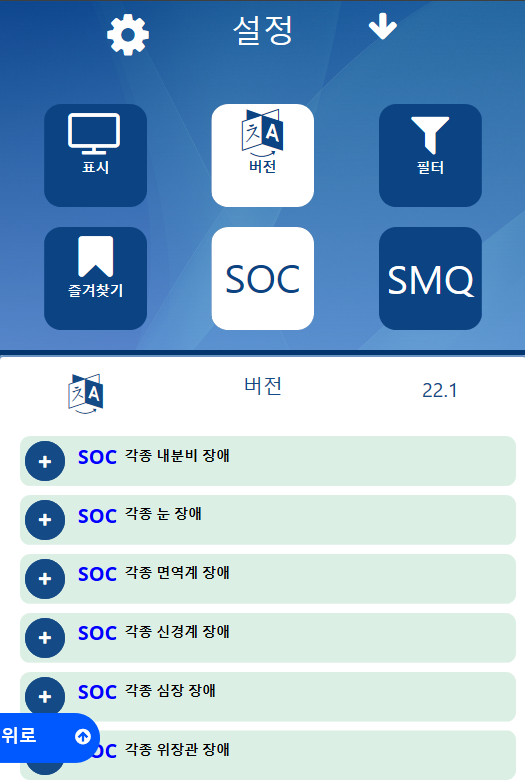 설정
표시
버전
필터
즐겨찾기
SOC
SMQ
버전
22.1
SOC 각종 내분비 장애
SOC 각종 눈 장애
SOC 각종 면역계 장애
SOC 각종 신경계 장애
SOC 각종 심장 장애
위로
SOC 각종 위장관 장애